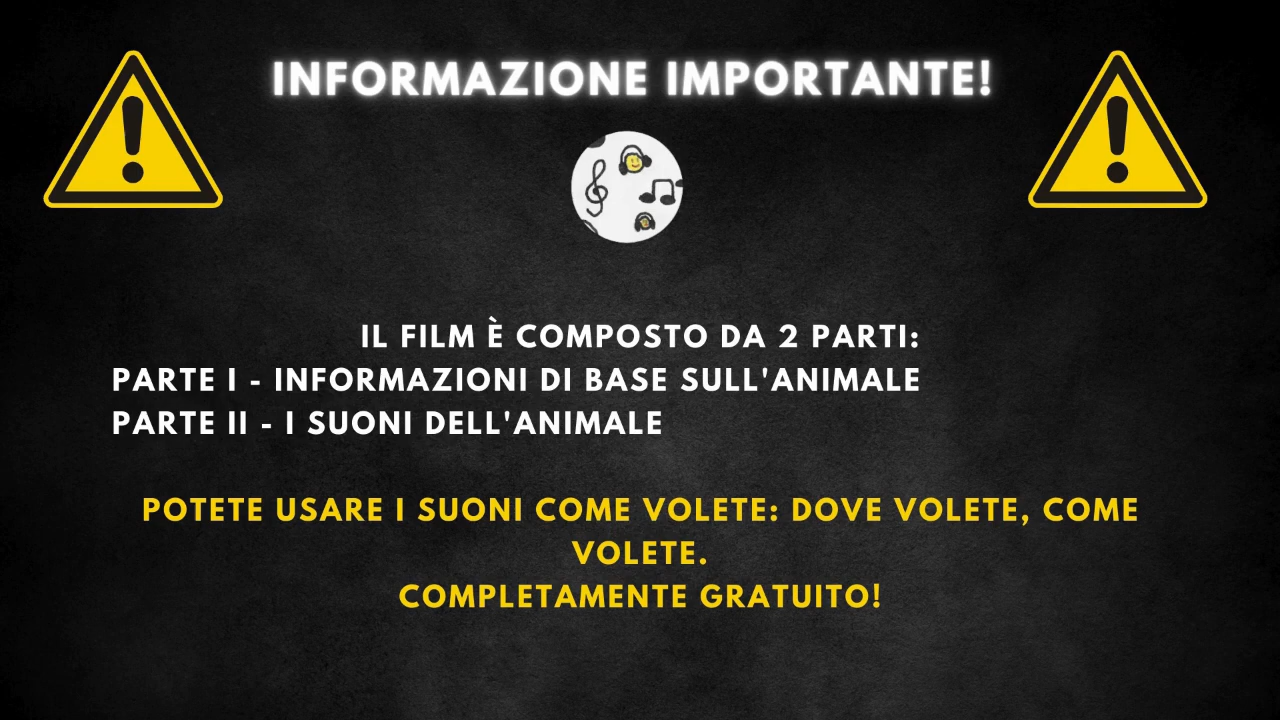 INFORMAZIONE IMPORTANTE!
IL FILM È COMPOSTO DA 2 PARTI:
PARTE I - INFORMAZIONI DI BASE SULL'ANIMALE
PARTE II - I SUONI DELL'ANIMALE
POTETE USARE I SUONI COME VOLETE: DOVE VOLETE, COME
VOLETE.
COMPLETAMENTE GRATUITO!